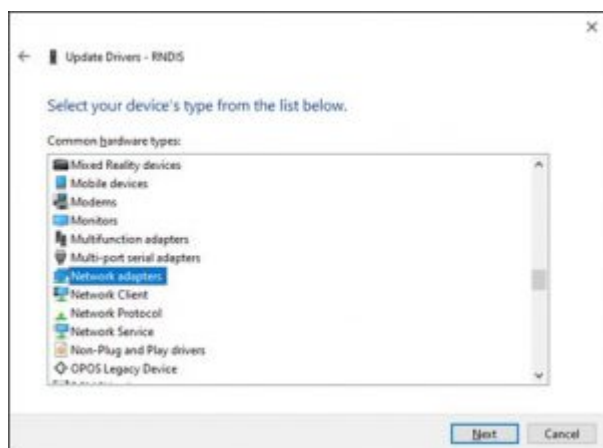 Update Drivers - RNDIS
Select your device's type from the list below.
Common hardware types:
Mixed Reality devices
Mobile devices
Modems
Monitors
Multifunction adapters
Multi-port serial adapters
Network adapters
Network Client
Network Protocol
Network Service
Non-Plug and Play drivers
OPOS Legacy Device
Next Cancel